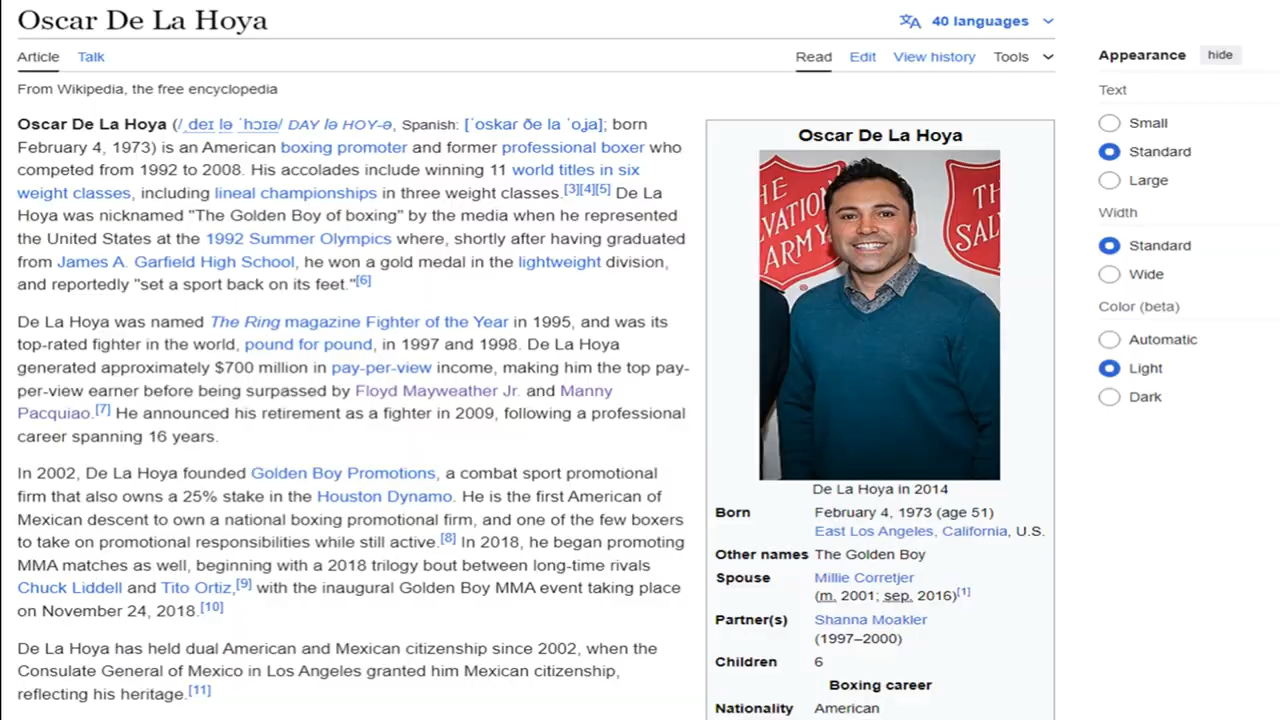 Oscar De La Hoya
40 languages
Article Talk
Read Edit View history Tools
From Wikipedia, the free encyclopedia
Oscar De La Hoya (/ˌdeɪ lə ˈhɔɪə/ DAY lə HOY-ə, Spanish: [ˈoskaɾ ðe la ˈoʝa]; born
February 4, 1973) is an American boxing promoter and former professional boxer who
competed from 1992 to 2008. His accolades include winning 11 world titles in six
weight classes, including lineal championships in three weight classes.[3][4][5] De La
Hoya was nicknamed "The Golden Boy of boxing" by the media when he represented
the United States at the 1992 Summer Olympics where, shortly after having graduated
from James A. Garfield High School, he won a gold medal in the lightweight division,
and reportedly "set a sport back on its feet."[6]
De La Hoya was named The Ring magazine Fighter of the Year in 1995, and was its
top-rated fighter in the world, pound for pound, in 1997 and 1998. De La Hoya
generated approximately $700 million in pay-per-view income, making him the top pay-
per-view earner before being surpassed by Floyd Mayweather Jr. and Manny
Pacquiao.[7] He announced his retirement as a fighter in 2009, following a professional
career spanning 16 years.
In 2002, De La Hoya founded Golden Boy Promotions, a combat sport promotional
firm that also owns a 25% stake in the Houston Dynamo. He is the first American of
Mexican descent to own a national boxing promotional firm, and one of the few boxers
to take on promotional responsibilities while still active.[8] In 2018, he began promoting
MMA matches as well, beginning with a 2018 trilogy bout between long-time rivals
Chuck Liddell and Tito Ortiz,[9] with the inaugural Golden Boy MMA event taking place
on November 24, 2018.[10]
De La Hoya has held dual American and Mexican citizenship since 2002, when the
Consulate General of Mexico in Los Angeles granted him Mexican citizenship,
reflecting his heritage.[11]
Oscar De La Hoya
HE
VATION
ARMY
TH
SAL
De La Hoya in 2014
Born February 4, 1973 (age 51)
East Los Angeles, California, U.S.
Other names The Golden Boy
Spouse Millie Corretjer
(m. 2001; sep. 2016)[1]
Partner(s) Shanna Moakler
(1997–2000)
Children 6
Boxing career
Nationality American
Appearance hide
Text
Small
Standard
Large
Width
Standard
Wide
Color (beta)
Automatic
Light
Dark